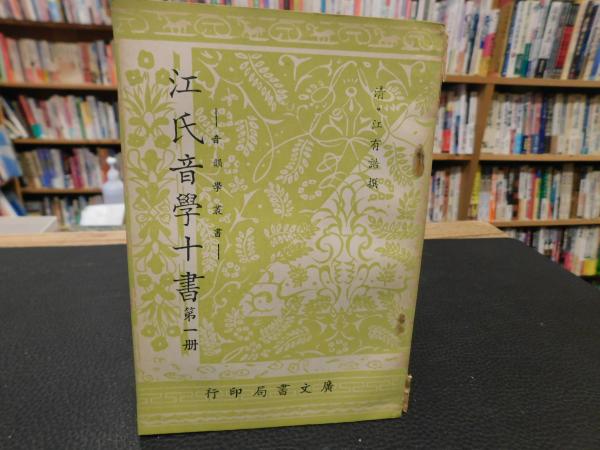 清・江有誥撰
音韻學叢書
江氏音學十書 第一册
行印局書文廣